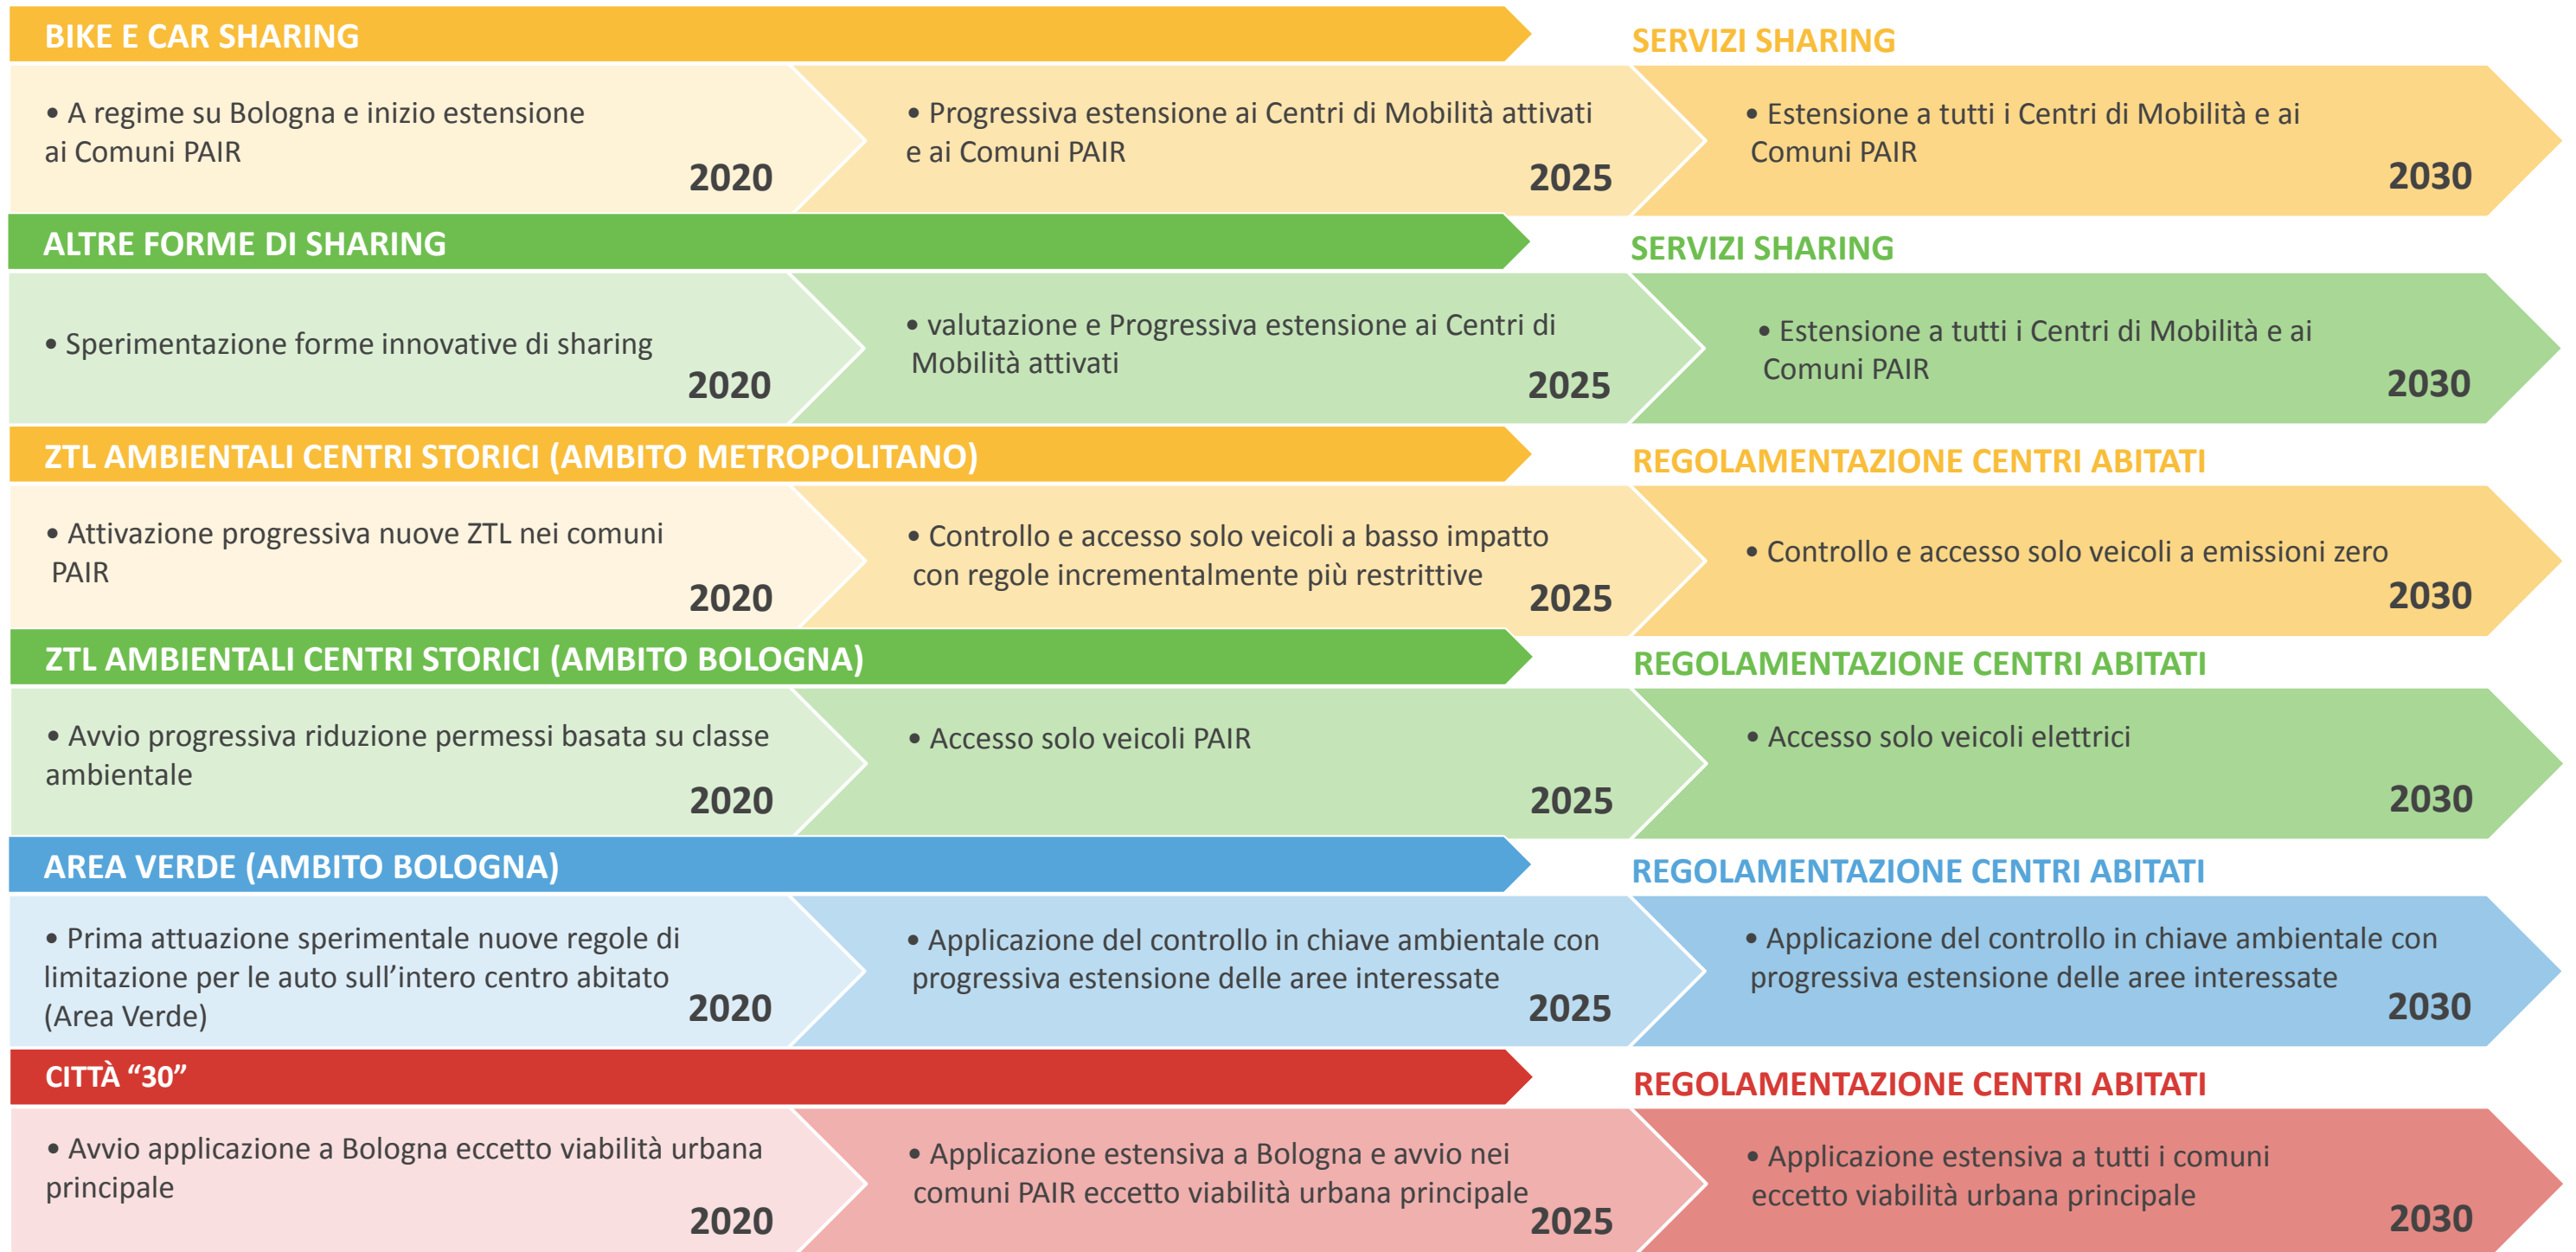 BIKE E CAR SHARING
SERVIZI SHARING
• A regime su Bologna e inizio estensione
ai Comuni PAIR
2020
• Progressiva estensione ai Centri di Mobilità attivati
e ai Comuni PAIR
2025
• Estensione a tutti i Centri di Mobilità e ai
Comuni PAIR
2030
ALTRE FORME DI SHARING
SERVIZI SHARING
• Sperimentazione forme innovative di sharing
2020
• valutazione e Progressiva estensione ai Centri di
Mobilità attivati
2025
• Estensione a tutti i Centri di Mobilità e ai
Comuni PAIR
2030
ZTL AMBIENTALI CENTRI STORICI (AMBITO METROPOLITANO)
REGOLAMENTAZIONE CENTRI ABITATI
• Attivazione progressiva nuove ZTL nei comuni
PAIR
2020
• Controllo e accesso solo veicoli a basso impatto
con regole incrementalmente più restrittive
2025
• Controllo e accesso solo veicoli a emissioni zero
2030
ZTL AMBIENTALI CENTRI STORICI (AMBITO BOLOGNA)
REGOLAMENTAZIONE CENTRI ABITATI
• Avvio progressiva riduzione permessi basata su classe
ambientale
2020
• Accesso solo veicoli PAIR
2025
• Accesso solo veicoli elettrici
2030
AREA VERDE (AMBITO BOLOGNA)
REGOLAMENTAZIONE CENTRI ABITATI
• Prima attuazione sperimentale nuove regole di
limitazione per le auto sull’intero centro abitato
(Area Verde)
2020
• Applicazione del controllo in chiave ambientale con
progressiva estensione delle aree interessate
2025
• Applicazione del controllo in chiave ambientale con
progressiva estensione delle aree interessate
2030
CITTÀ “30”
REGOLAMENTAZIONE CENTRI ABITATI
• Avvio applicazione a Bologna eccetto viabilità urbana
principale
2020
• Applicazione estensiva a Bologna e avvio nei
comuni PAIR eccetto viabilità urbana principale
2025
• Applicazione estensiva a tutti i comuni
eccetto viabilità urbana principale
2030